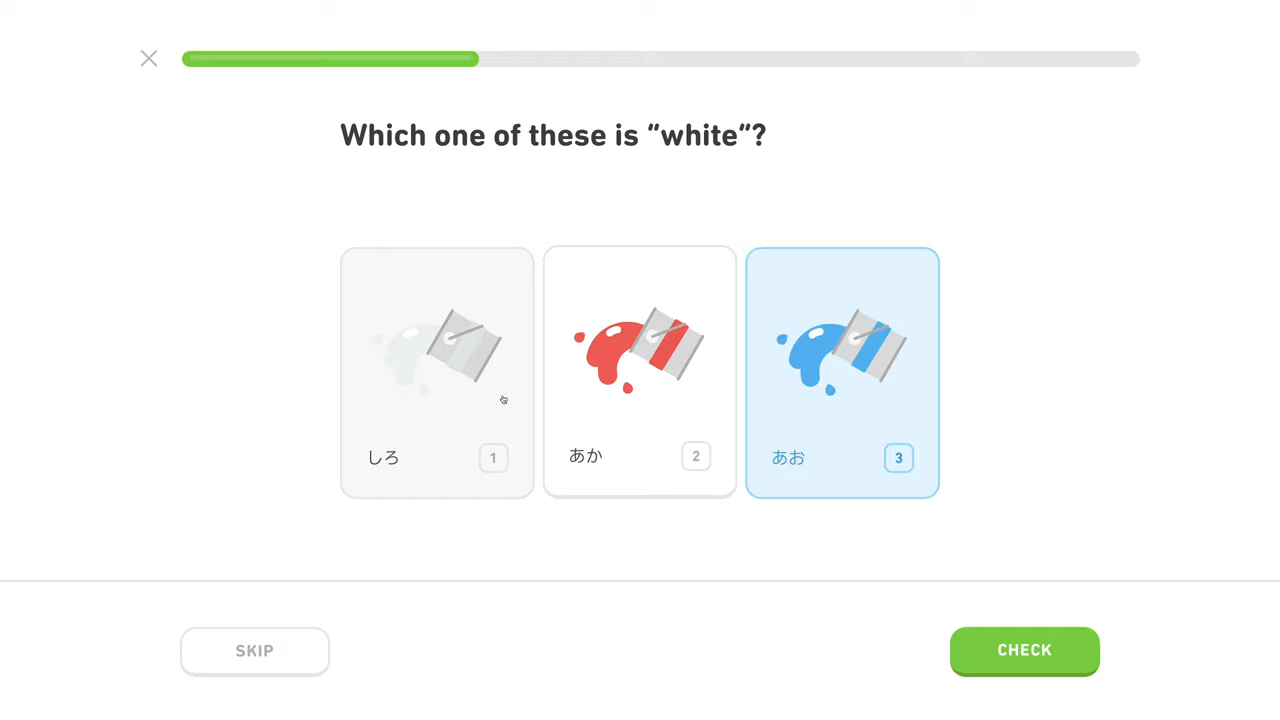 Which one of these is “white”?
しろ 1
あか 2
あお 3
SKIP
CHECK